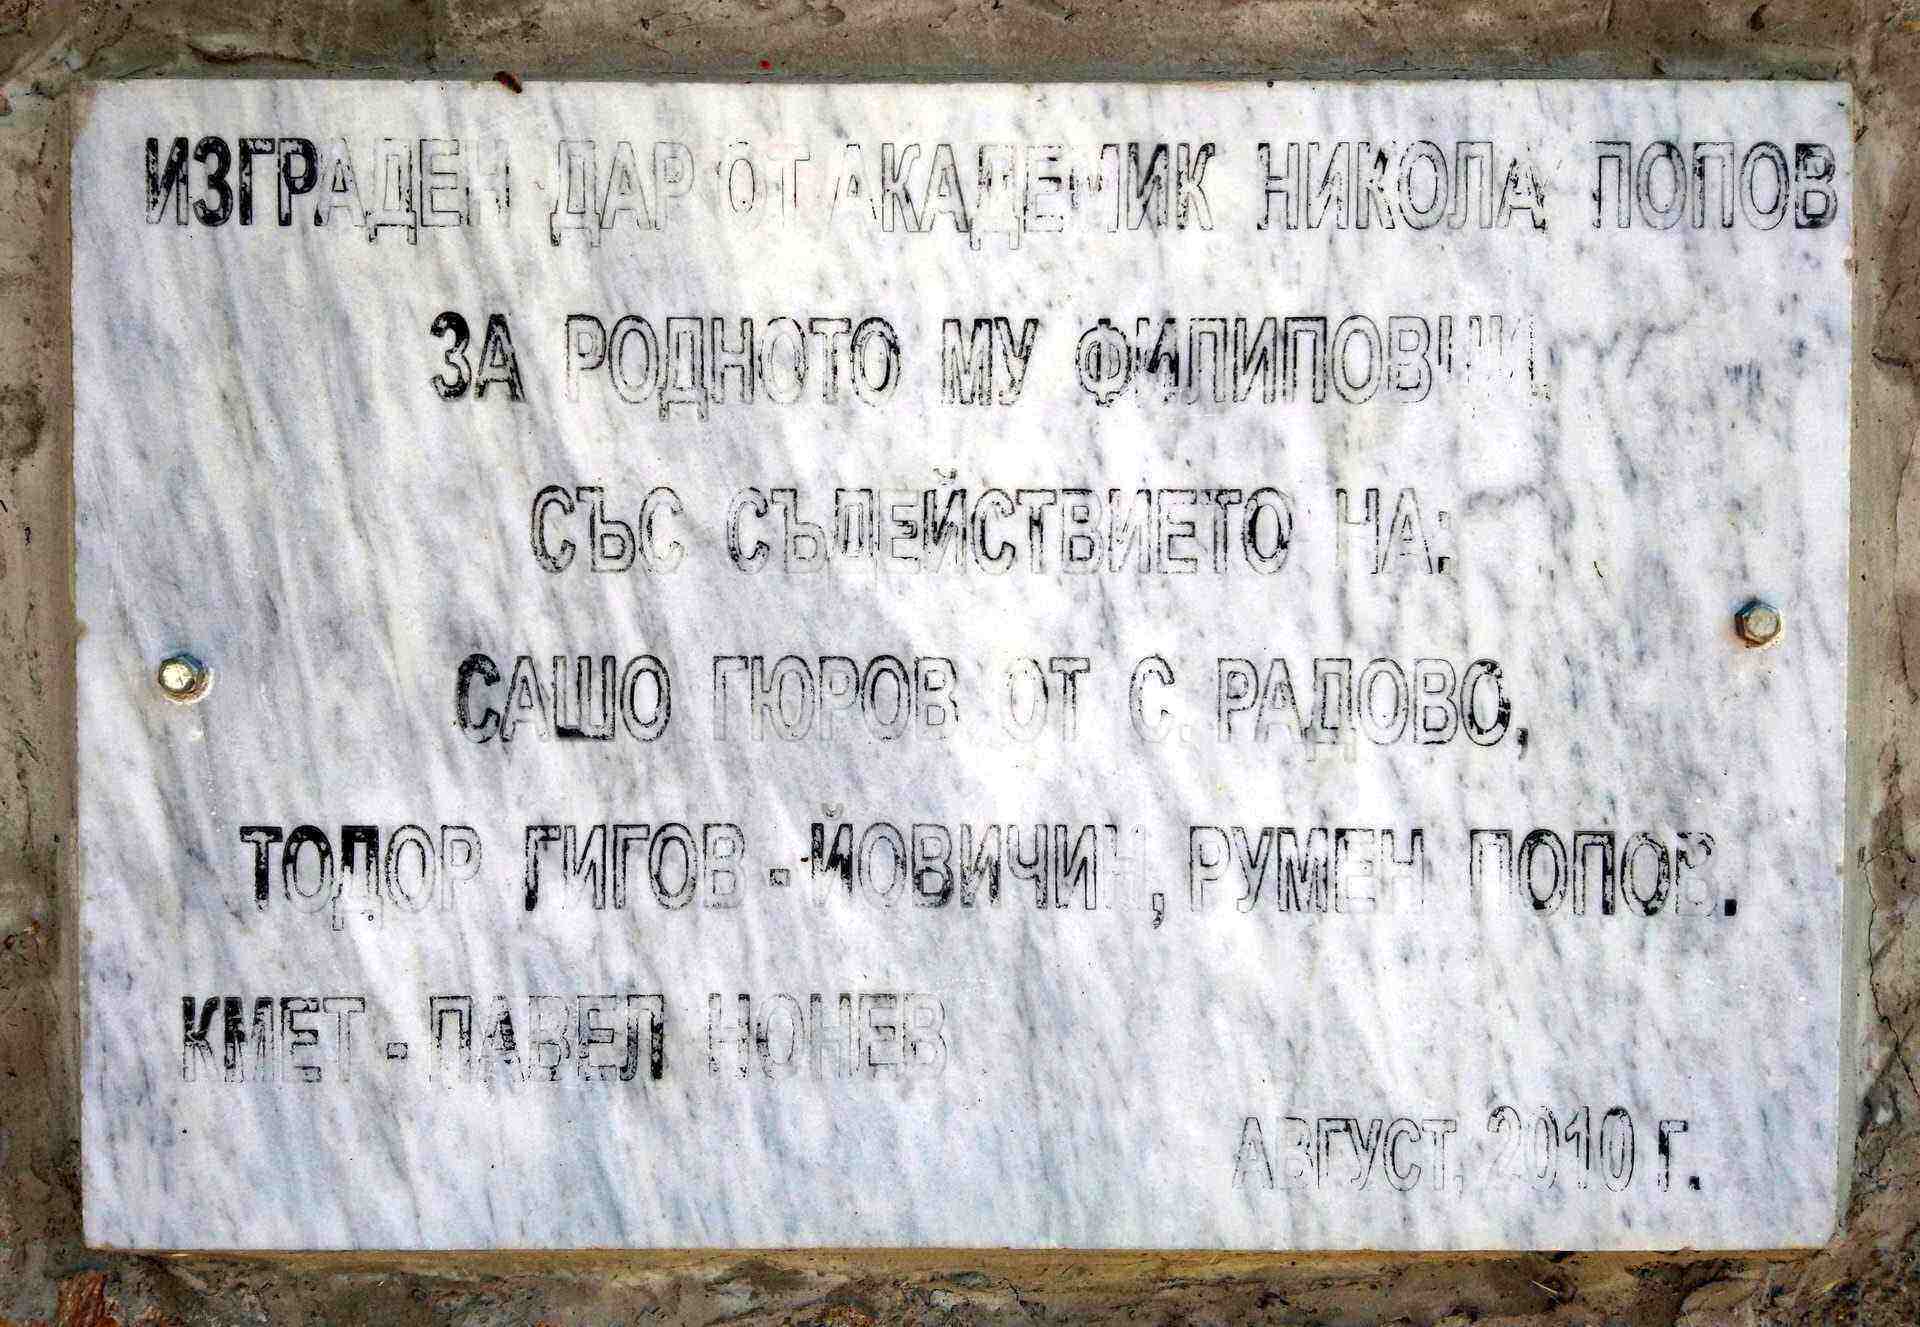 ИЗГРАДЕН ДАР ОТ АКАДЕМИК НИКОЛА ПОПОВ
ЗА РОДНОТО МУ ФИЛИПОВЦИ,
СЪС СЪДЕЙСТВИЕТО НА:
САШО ГЮРОВ ОТ С. РАДОВО,
ТОДОР ГИГОВ - ЙОВИЧИН, РУМЕН ПОПОВ.
КМЕТ - ПАВЕЛ НОНЕВ
АВГУСТ, 2010 г.